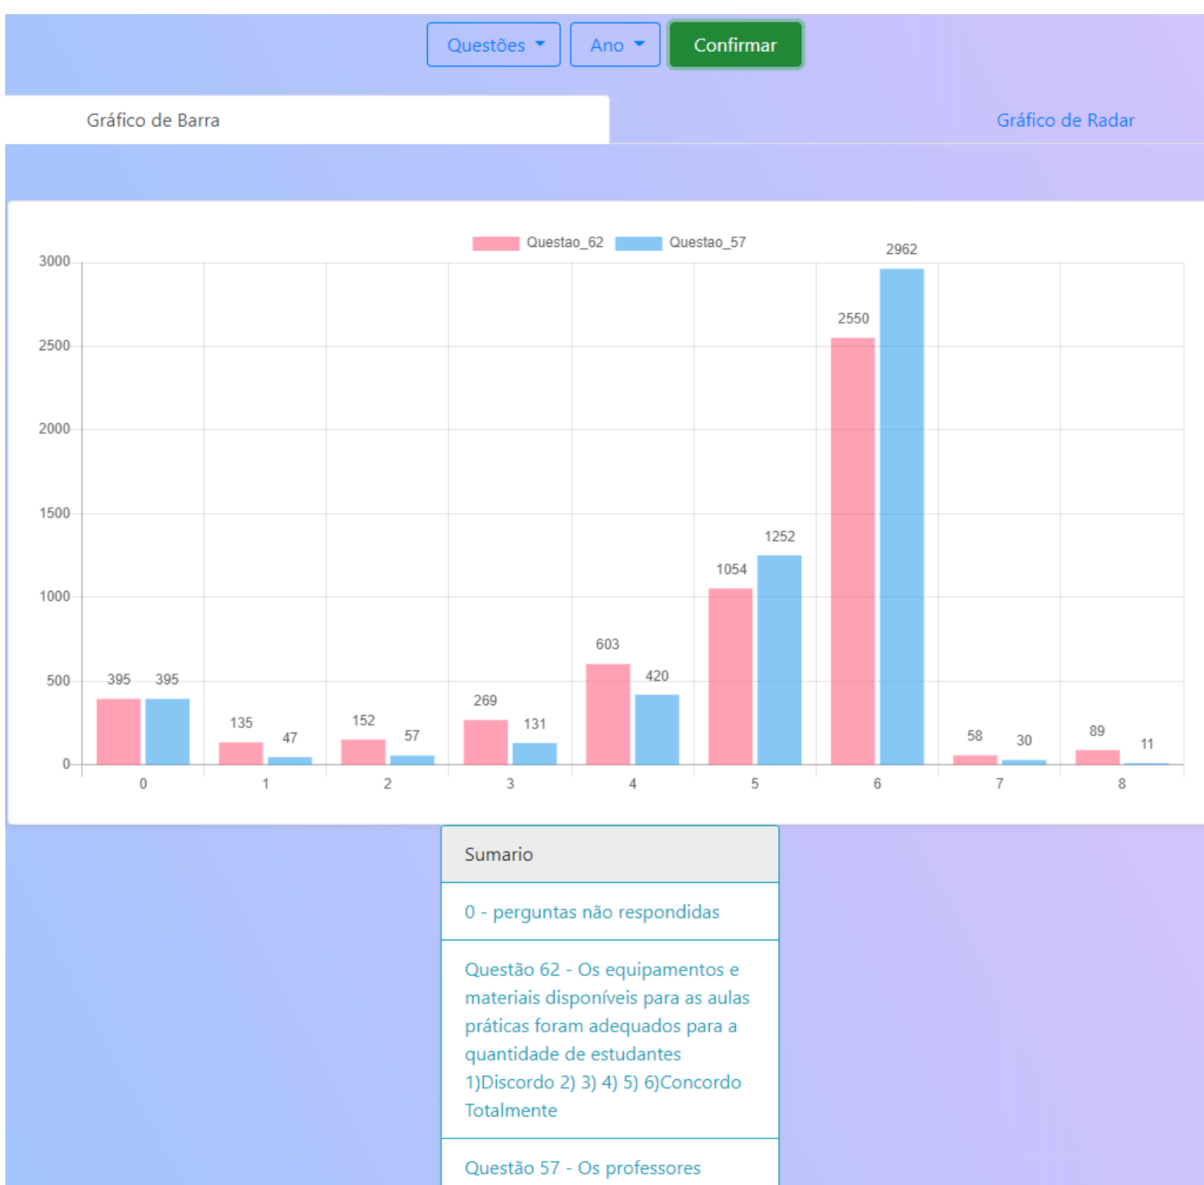 Questões Ano Confirmar
Gráfico de Barra Gráfico de Radar
Questao_62 Questao_57
3000
2500
2000
1500
1000
500
0
395 395
135 47
152 57
269 131
603 420
1054 1252
2550 2962
58 30
89 11
0 1 2 3 4 5 6 7 8
Sumario
0 - perguntas não respondidas
Questão 62 - Os equipamentos e
materiais disponíveis para as aulas
práticas foram adequados para a
quantidade de estudantes
1)Discordo 2) 3) 4) 5) 6)Concordo
Totalmente
Questão 57 - Os professores